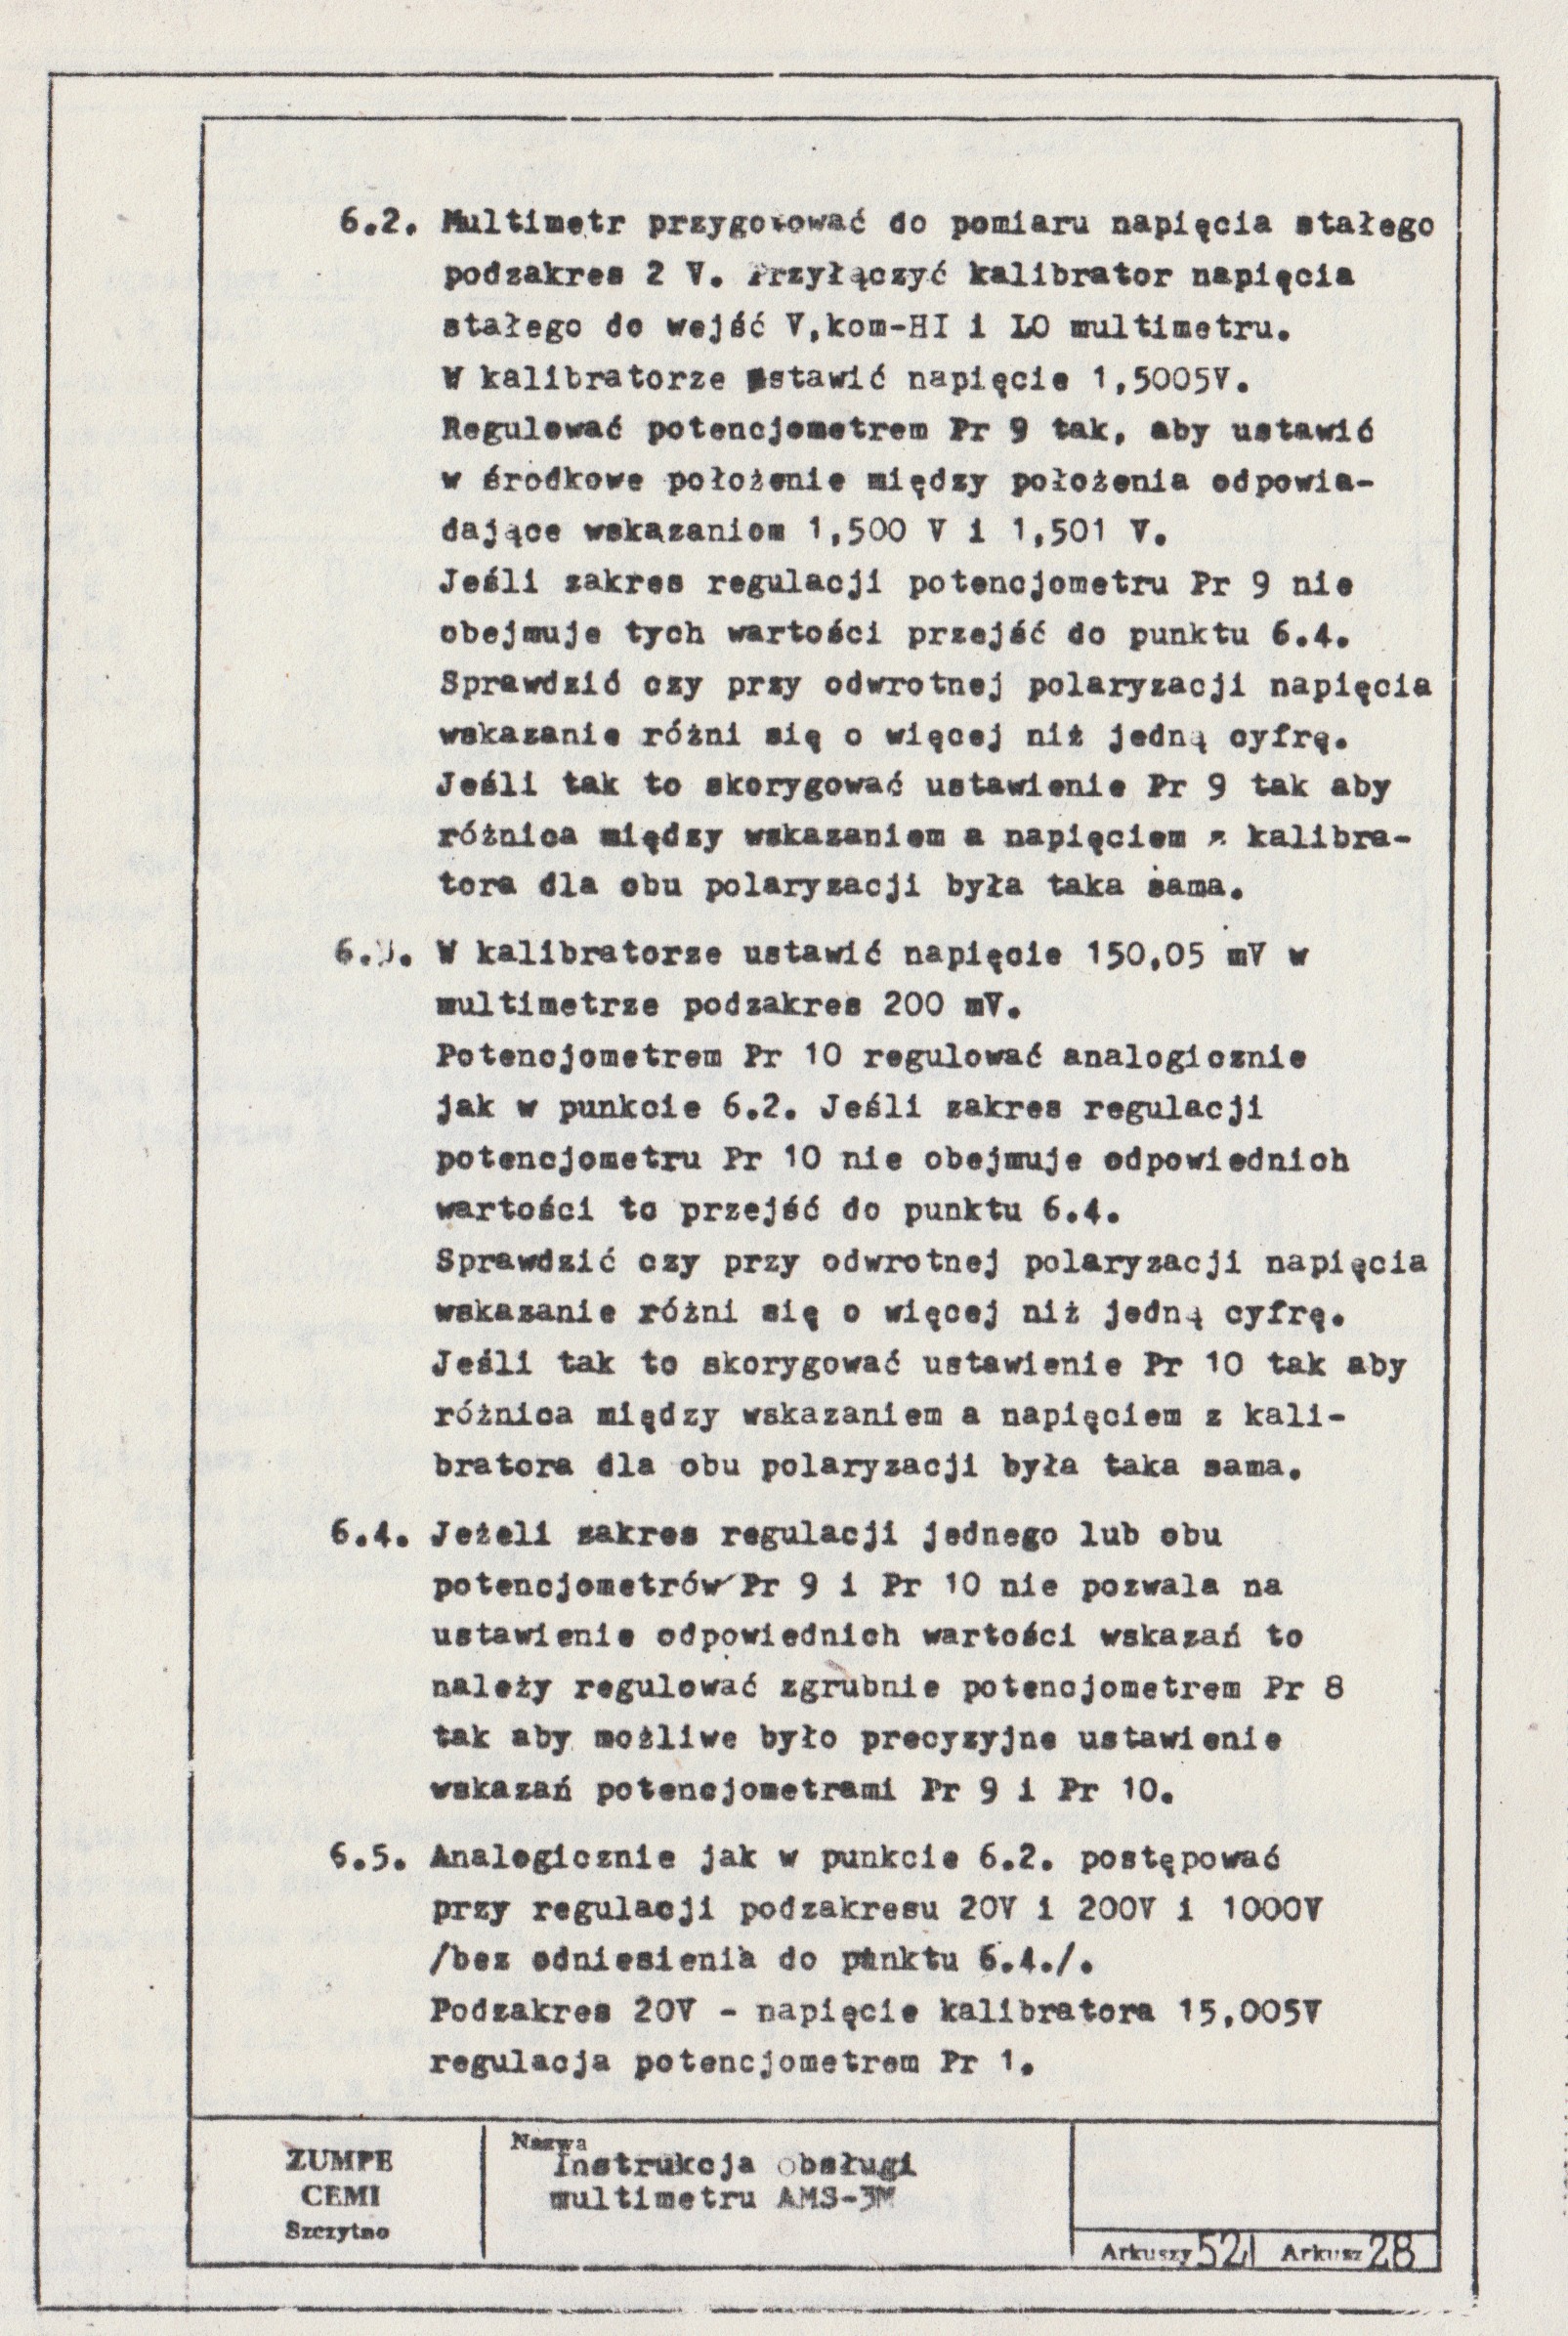 6.2. Multimetr przygotować do pomiaru napięcia stałego
podzakres 2 V. Przyłączyć kalibrator napięcia
stałego do wejść V,kom-HI i LO multimetru.
W kalibratorze ustawić napięcie 1,5005V.
Regulować potencjometrem Pr 9 tak, aby ustawić
w środkowe położenie między położenia odpowia-
dające wskazaniom 1,500 V i 1,501 V.
Jeśli zakres regulacji potencjometru Pr 9 nie
obejmuje tych wartości przejść do punktu 6.4.
Sprawdzić czy przy odwrotnej polaryzacji napięcia
wskazanie różni się o więcej niż jedną cyfrę.
Jeśli tak to skorygować ustawienie Pr 9 tak aby
różnica między wskazaniem a napięciem z kalibra-
tora dla obu polaryzacji była taka sama.
6.3. W kalibratorze ustawić napięcie 150,05 mV w
multimetrze podzakres 200 mV.
Potencjometrem Pr 10 regulować analogicznie
jak w punkcie 6.2. Jeśli zakres regulacji
potencjometru Pr 10 nie obejmuje odpowiednich
wartości to przejść do punktu 6.4.
Sprawdzić czy przy odwrotnej polaryzacji napięcia
wskazanie różni się o więcej niż jedną cyfrę.
Jeśli tak to skorygować ustawienie Pr 10 tak aby
różnica między wskazaniem a napięciem z kali-
bratora dla obu polaryzacji była taka sama.
6.4. Jeżeli zakres regulacji jednego lub obu
potencjometrów Pr 9 i Pr 10 nie pozwala na
ustawienie odpowiednich wartości wskazań to
należy regulować zgrubnie potencjometrem Pr 8
tak aby możliwe było precyzyjne ustawienie
wskazań potencjometrami Pr 9 i Pr 10.
6.5. Analogicznie jak w punkcie 6.2. postępować
przy regulacji podzakresu 20V i 200V i 1000V
/bez odniesienia do punktu 6.4./.
Podzakres 20V - napięcie kalibratora 15,005V
regulacja potencjometrem Pr 1.
ZUMPE
CEMI
Szczytno
Nazwa
Instrukcja obsługi
multimetru AMS-3M
Arkuszy 52 Arkusz 28